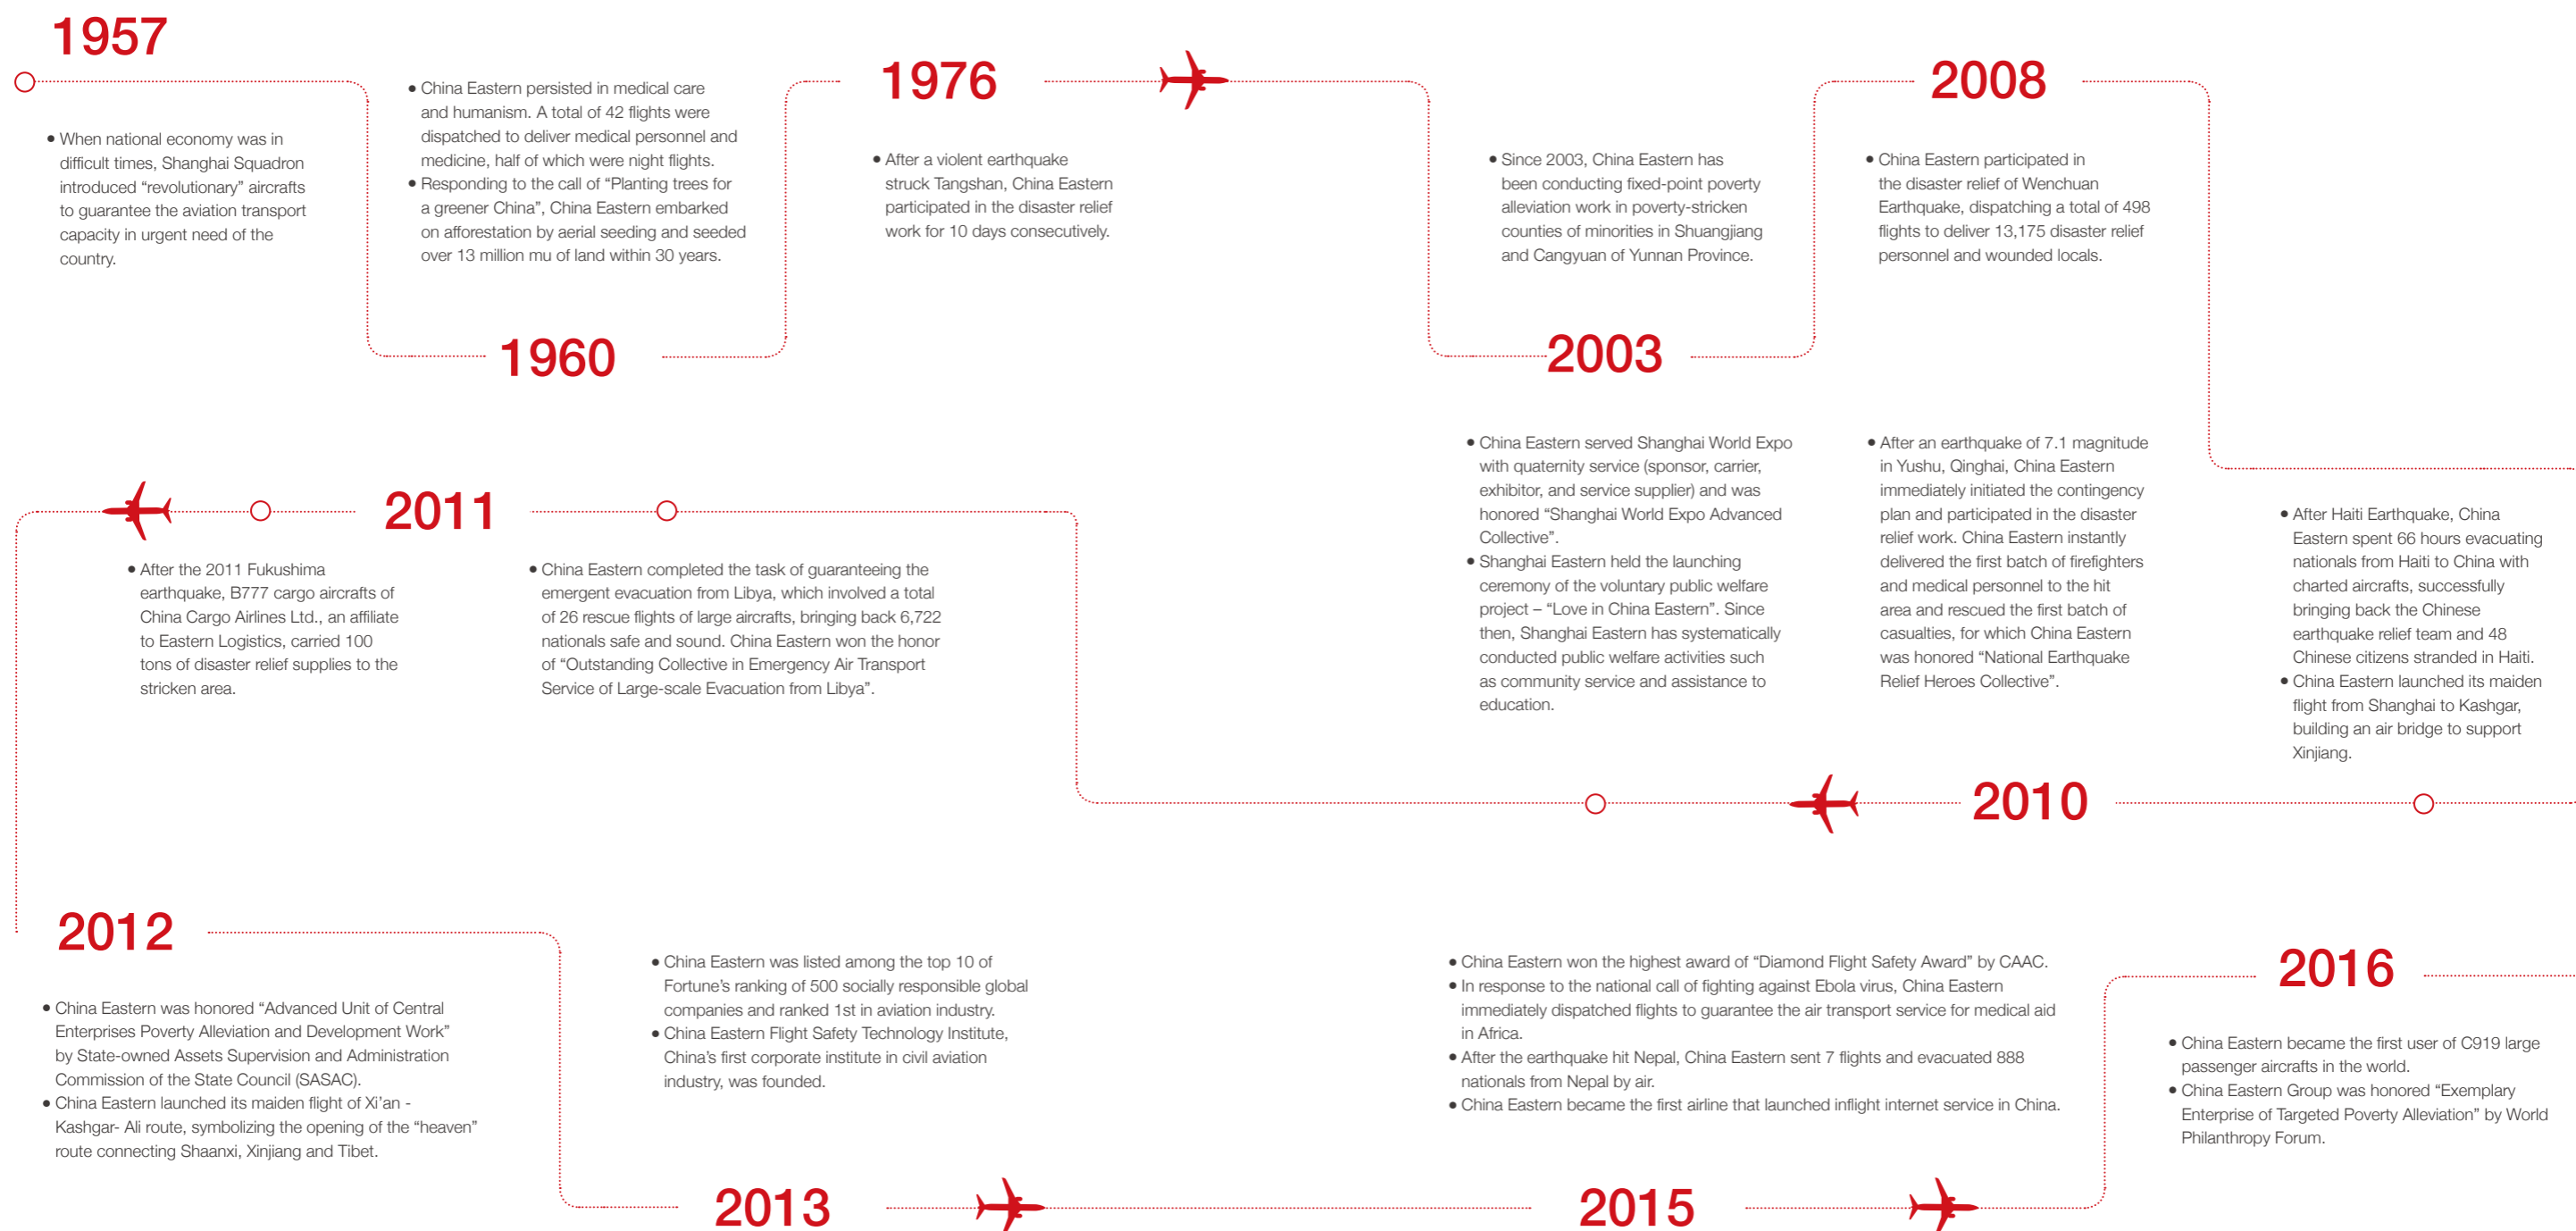 1957
• When national economy was in
difficult times, Shanghai Squadron
introduced “revolutionary” aircrafts
to guarantee the aviation transport
capacity in urgent need of the
country.
• China Eastern persisted in medical care
and humanism. A total of 42 flights were
dispatched to deliver medical personnel and
medicine, half of which were night flights.
• Responding to the call of “Planting trees for
a greener China”, China Eastern embarked
on afforestation by aerial seeding and seeded
over 13 million mu of land within 30 years.
1960
1976
• After a violent earthquake
struck Tangshan, China Eastern
participated in the disaster relief
work for 10 days consecutively.
• Since 2003, China Eastern has
been conducting fixed-point poverty
alleviation work in poverty-stricken
counties of minorities in Shuangjiang
and Cangyuan of Yunnan Province.
2003
2008
• China Eastern participated in
the disaster relief of Wenchuan
Earthquake, dispatching a total of 498
flights to deliver 13,175 disaster relief
personnel and wounded locals.
• After Haiti Earthquake, China
Eastern spent 66 hours evacuating
nationals from Haiti to China with
charted aircrafts, successfully
bringing back the Chinese
earthquake relief team and 48
Chinese citizens stranded in Haiti.
• China Eastern launched its maiden
flight from Shanghai to Kashgar,
building an air bridge to support
Xinjiang.
2010
• After an earthquake of 7.1 magnitude
in Yushu, Qinghai, China Eastern
immediately initiated the contingency
plan and participated in the disaster
relief work. China Eastern instantly
delivered the first batch of firefighters
and medical personnel to the hit
area and rescued the first batch of
casualties, for which China Eastern
was honored “National Earthquake
Relief Heroes Collective”.
• China Eastern served Shanghai World Expo
with quaternity service (sponsor, carrier,
exhibitor, and service supplier) and was
honored “Shanghai World Expo Advanced
Collective”.
• Shanghai Eastern held the launching
ceremony of the voluntary public welfare
project – “Love in China Eastern”. Since
then, Shanghai Eastern has systematically
conducted public welfare activities such
as community service and assistance to
education.
2011
• China Eastern completed the task of guaranteeing the
emergent evacuation from Libya, which involved a total
of 26 rescue flights of large aircrafts, bringing back 6,722
nationals safe and sound. China Eastern won the honor
of “Outstanding Collective in Emergency Air Transport
Service of Large-scale Evacuation from Libya”.
• After the 2011 Fukushima
earthquake, B777 cargo aircrafts of
China Cargo Airlines Ltd., an affiliate
to Eastern Logistics, carried 100
tons of disaster relief supplies to the
stricken area.
2012
• China Eastern was honored “Advanced Unit of Central
Enterprises Poverty Alleviation and Development Work”
by State-owned Assets Supervision and Administration
Commission of the State Council (SASAC).
• China Eastern launched its maiden flight of Xi’an -
Kashgar- Ali route, symbolizing the opening of the “heaven”
route connecting Shaanxi, Xinjiang and Tibet.
• China Eastern was listed among the top 10 of
Fortune’s ranking of 500 socially responsible global
companies and ranked 1st in aviation industry.
• China Eastern Flight Safety Technology Institute,
China’s first corporate institute in civil aviation
industry, was founded.
2013
• China Eastern won the highest award of “Diamond Flight Safety Award” by CAAC.
• In response to the national call of fighting against Ebola virus, China Eastern
immediately dispatched flights to guarantee the air transport service for medical aid
in Africa.
• After the earthquake hit Nepal, China Eastern sent 7 flights and evacuated 888
nationals from Nepal by air.
• China Eastern became the first airline that launched inflight internet service in China.
2015
2016
• China Eastern became the first user of C919 large
passenger aircrafts in the world.
• China Eastern Group was honored “Exemplary
Enterprise of Targeted Poverty Alleviation” by World
Philanthropy Forum.